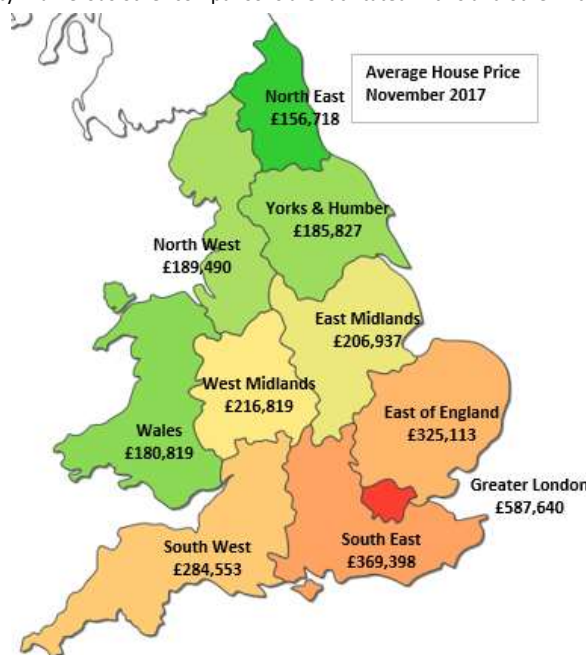 Average House Price
November 2017
North East
£156,718
Yorks & Humber
£185,827
North West
£189,490
East Midlands
£206,937
West Midlands
£216,819
East of England
£325,113
Wales
£180,819
Greater London
£587,640
South West
£284,553
South East
£369,398